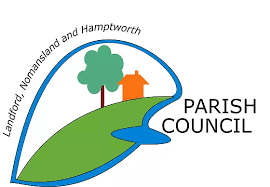 Landford, Nomansland and Hamptworth
PARISH
COUNCIL